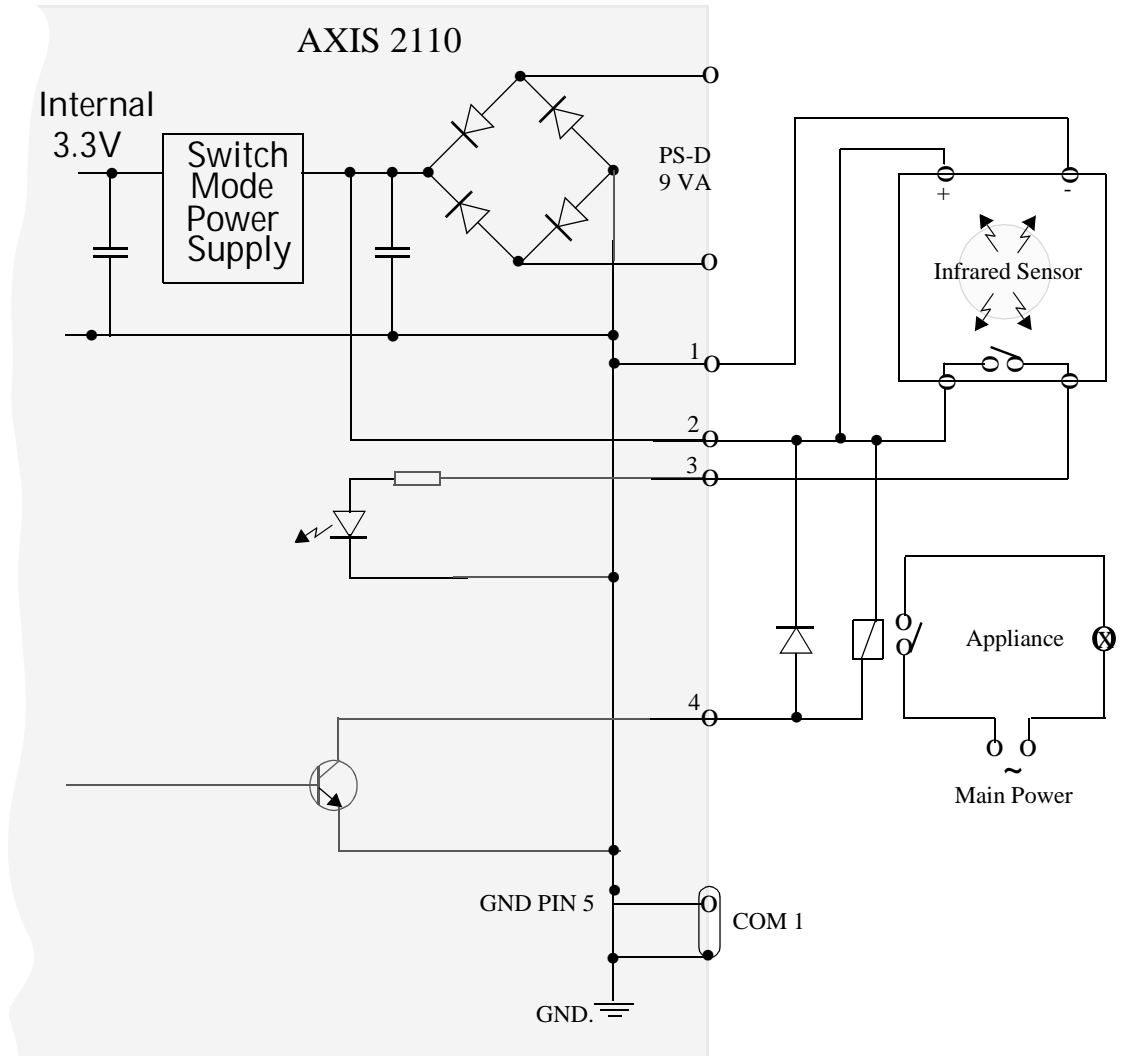 AXIS 2110
Internal
3.3V
Switch
Mode
Power
Supply
PS-D
9 VA
+
-
Infrared Sensor
1
2
3
Appliance
X
4
~
Main Power
GND PIN 5
COM 1
GND.